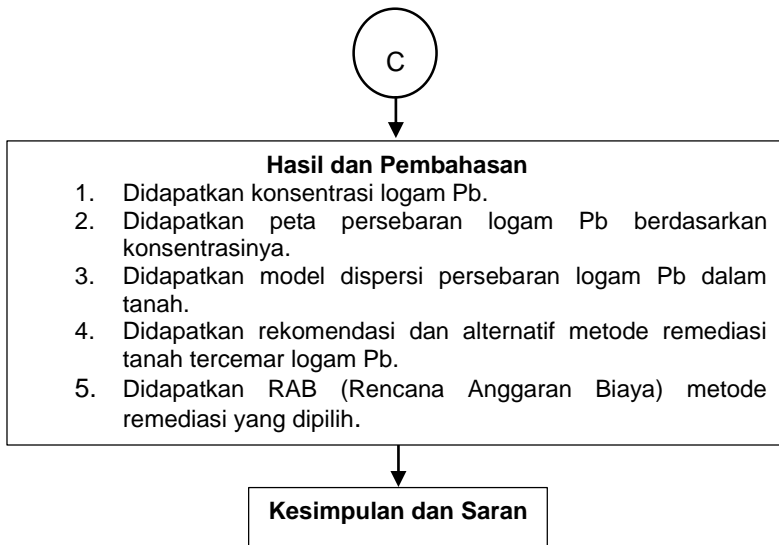 C
Hasil dan Pembahasan
1. Didapatkan konsentrasi logam Pb.
2. Didapatkan peta persebaran logam Pb berdasarkan
konsentrasinya.
3. Didapatkan model dispersi persebaran logam Pb dalam
tanah.
4. Didapatkan rekomendasi dan alternatif metode remediasi
tanah tercemar logam Pb.
5. Didapatkan RAB (Rencana Anggaran Biaya) metode
remediasi yang dipilih.
Kesimpulan dan Saran